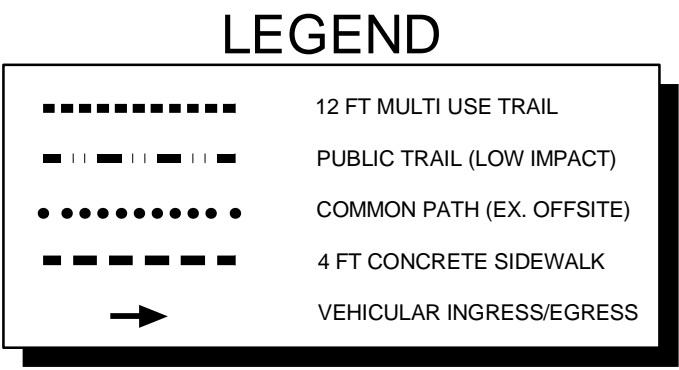 LEGEND
12 FT MULTI USE TRAIL
PUBLIC TRAIL (LOW IMPACT)
COMMON PATH (EX. OFFSITE)
4 FT CONCRETE SIDEWALK
VEHICULAR INGRESS/EGRESS